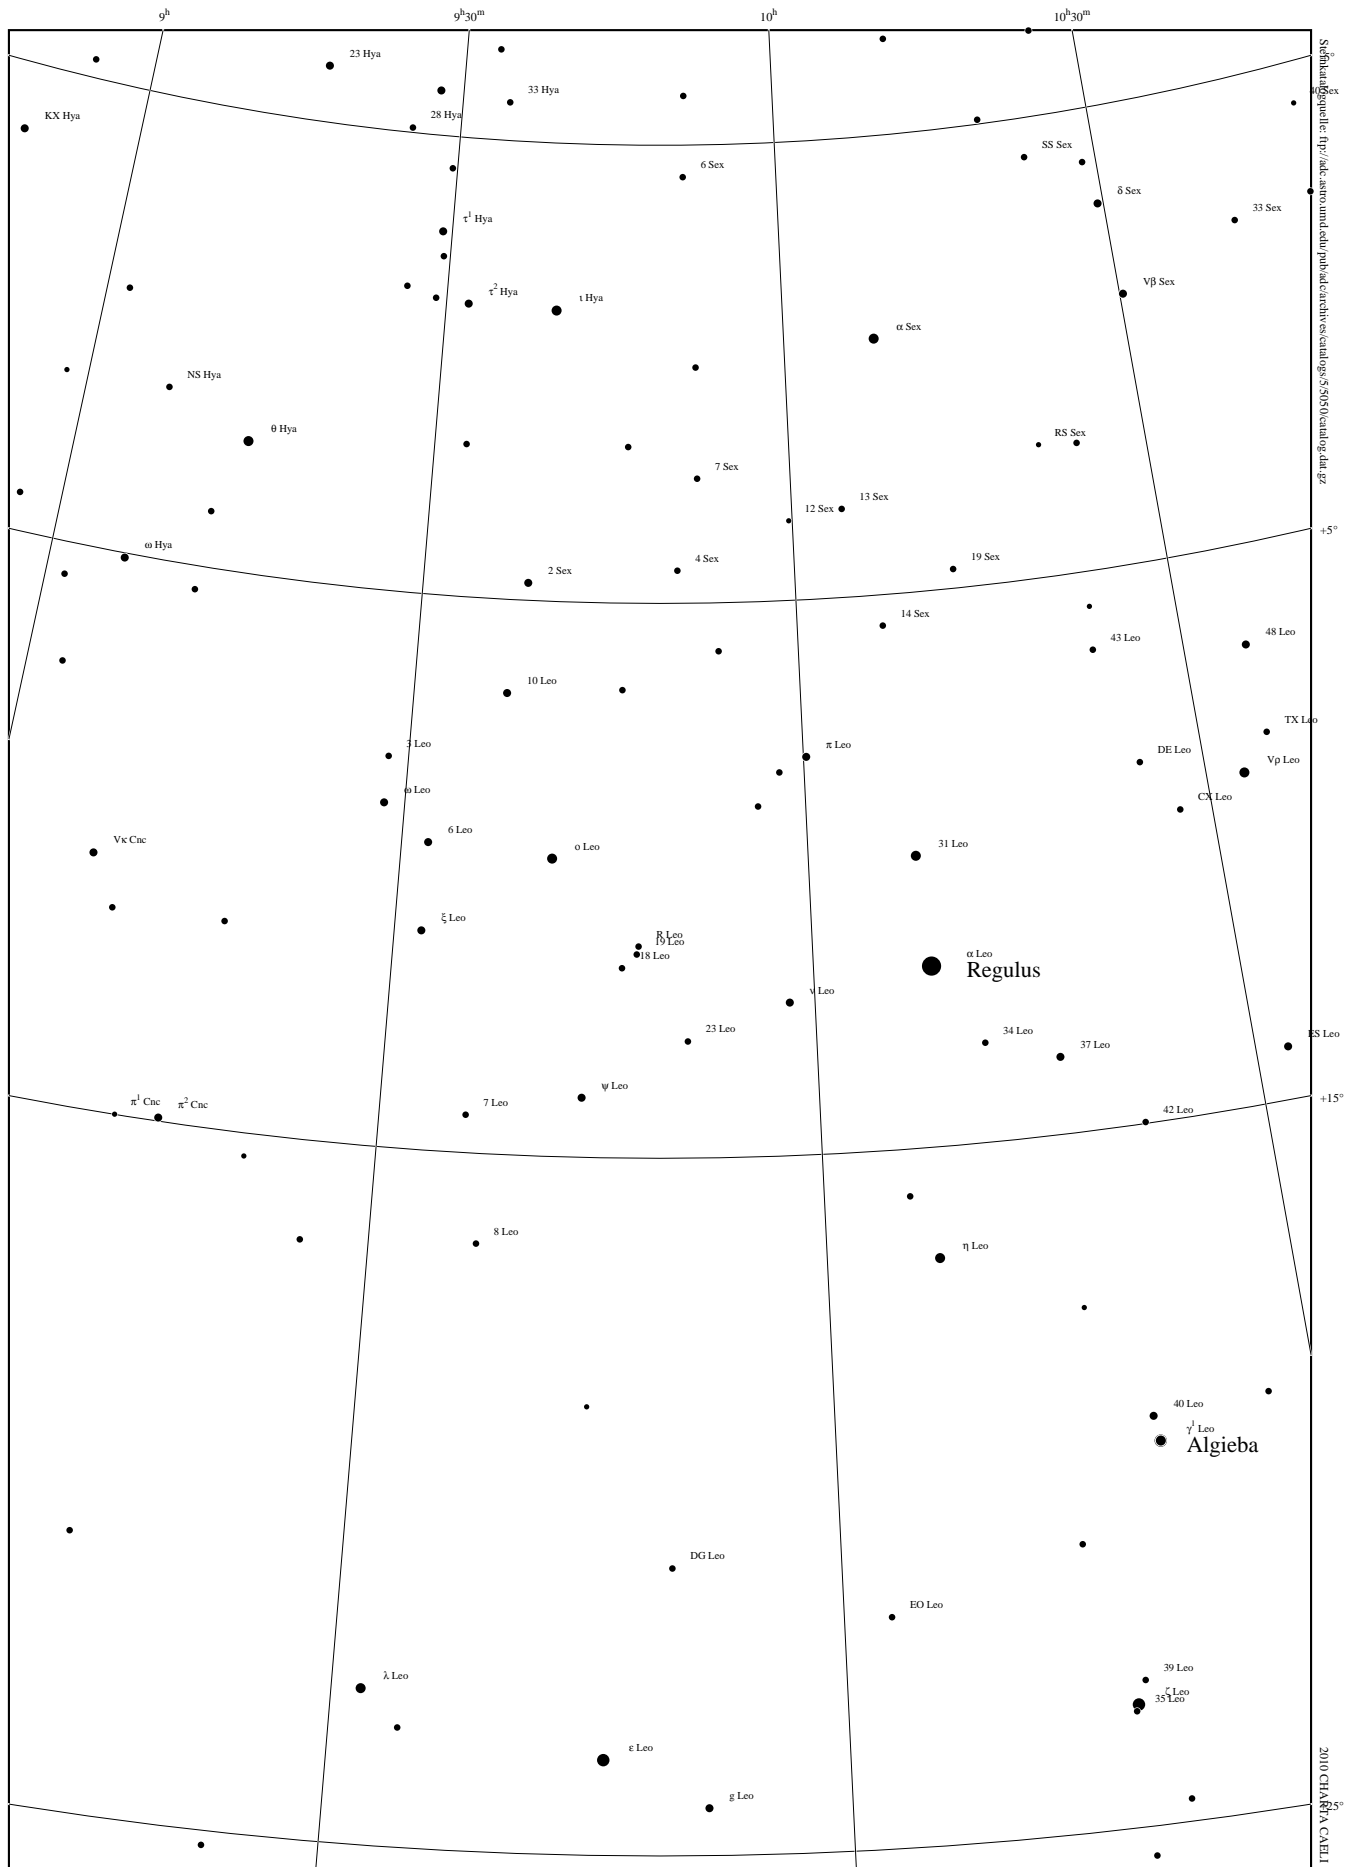 9h
9h30m
10h
10h30m
23 Hya
33 Hya
28 Hya
KX Hya
40 Sex
SS Sex
6 Sex
δ Sex
33 Sex
τ1 Hya
τ2 Hya
ι Hya
Vβ Sex
α Sex
NS Hya
θ Hya
RS Sex
7 Sex
13 Sex
12 Sex
+5°
ω Hya
2 Sex
4 Sex
19 Sex
14 Sex
43 Leo
48 Leo
10 Leo
TX Leo
3 Leo
π Leo
DE Leo
Vρ Leo
ω Leo
CX Leo
Vκ Cnc
6 Leo
ο Leo
31 Leo
ξ Leo
R Leo
19 Leo
18 Leo
α Leo
Regulus
ν Leo
23 Leo
34 Leo
37 Leo
ES Leo
ψ Leo
π1 Cnc
π2 Cnc
7 Leo
+15°
42 Leo
8 Leo
η Leo
40 Leo
γ1 Leo
Algieba
DG Leo
EO Leo
λ Leo
39 Leo
ζ Leo
35 Leo
ε Leo
g Leo
+25°
Sternkatalogquelle: ftp://adc.astro.umd.edu/pub/adc/archives/catalogs/5/5050/catalog.dat.gz
2010 CHARTA CAELI